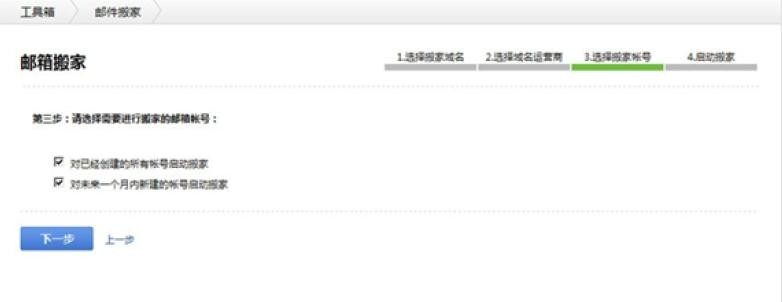 工具箱 邮件搬家
邮箱搬家
1.选择搬家域名 2.选择域名运营商 3.选择搬家帐号 4.启动搬家
第三步：请选择需要进行搬家的邮箱帐号：
对已经创建的所有帐号启动搬家
对未来一个月内新建的帐号启动搬家
下一步 上一步